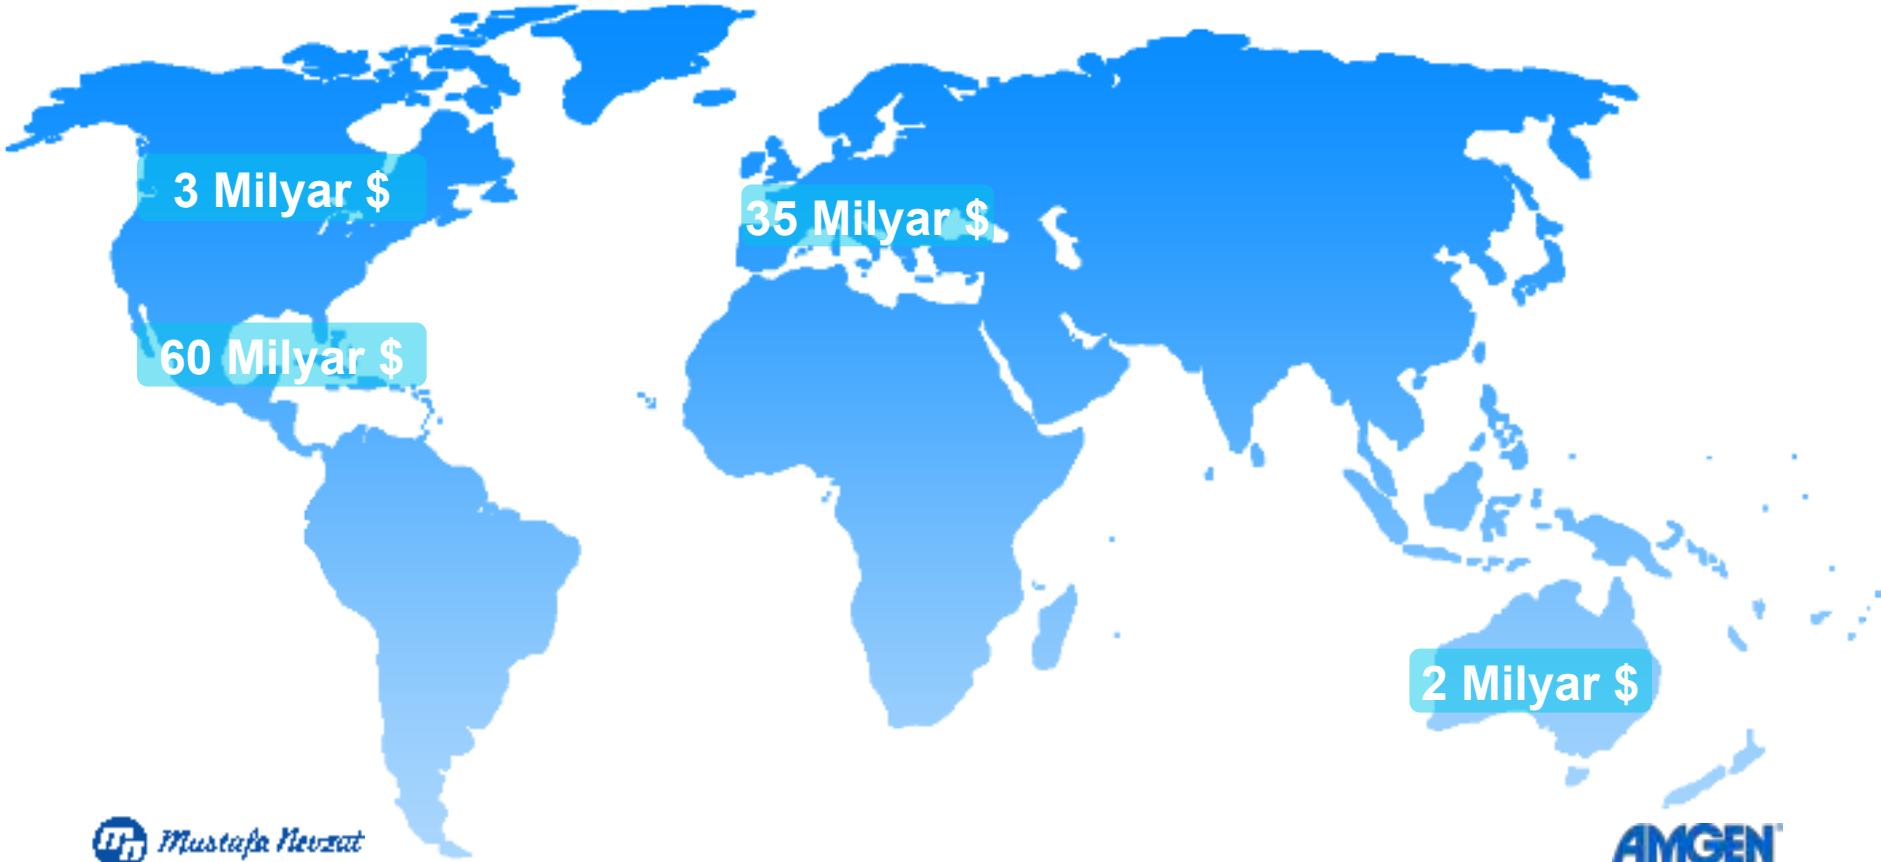 3 Milyar $
35 Milyar $
60 Milyar $
2 Milyar $
Mustafa Nevzat
AMGEN